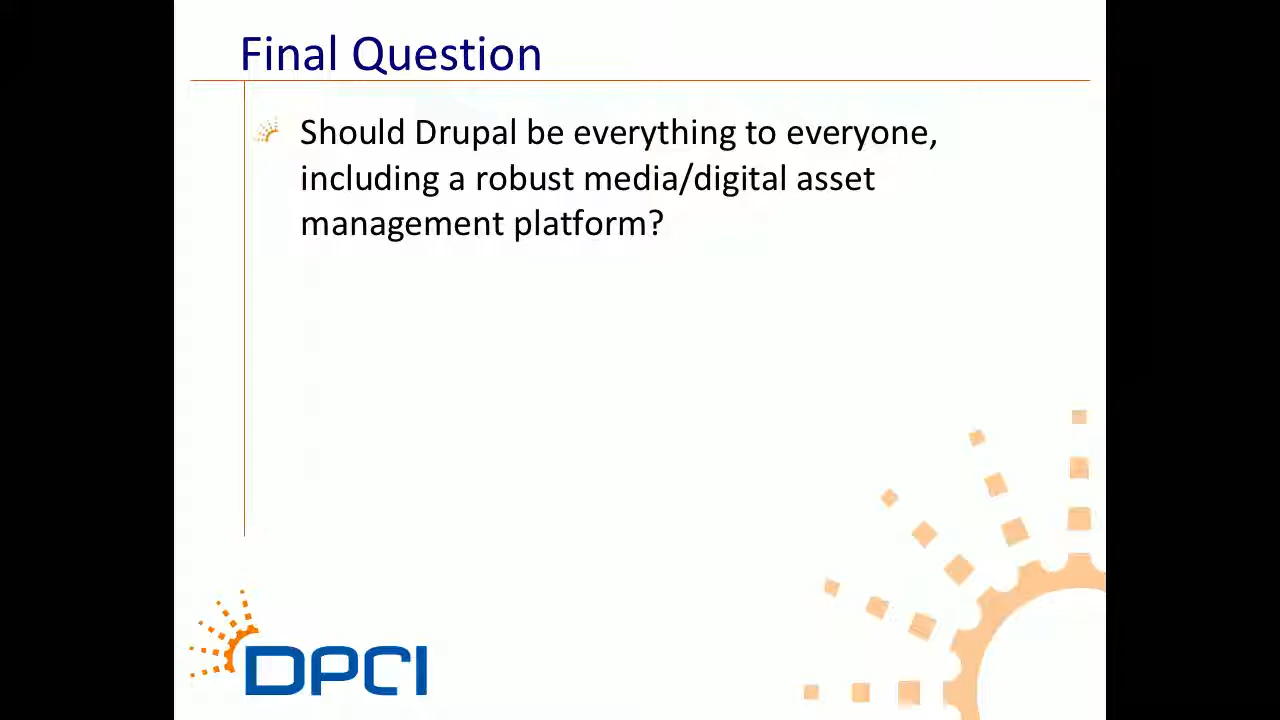 Final Question
Should Drupal be everything to everyone,
including a robust media/digital asset
management platform?
DPCI